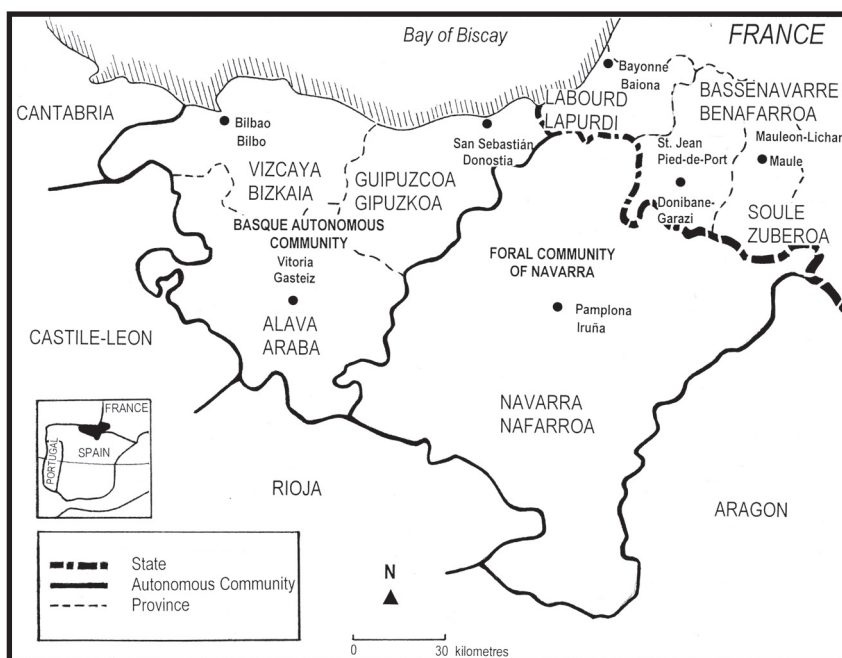 Bay of Biscay
FRANCE
CANTABRIA
Bilbao
Bilbo
San Sebastián
Donostia
LABOURD
LAPURDI
Bayonne
Baiona
BASSENAVARRE
BENAFARROA
St. Jean
Pied-de-Port
Donibane-
Garazi
Mauleon-Lichar
Maule
SOULE
ZUBEROA
VIZCAYA
BIZKAIA
GUIPUZCOA
GIPUZKOA
BASQUE AUTONOMOUS
COMMUNITY
Vitoria
Gasteiz
ALAVA
ARABA
FORAL COMMUNITY
OF NAVARRA
Pamplona
Iruña
NAVARRA
NAFARROA
CASTILE-LEON
RIOJA
ARAGON
FRANCE
SPAIN
PORTUGAL
State
Autonomous Community
Province
N
0 30 kilometres